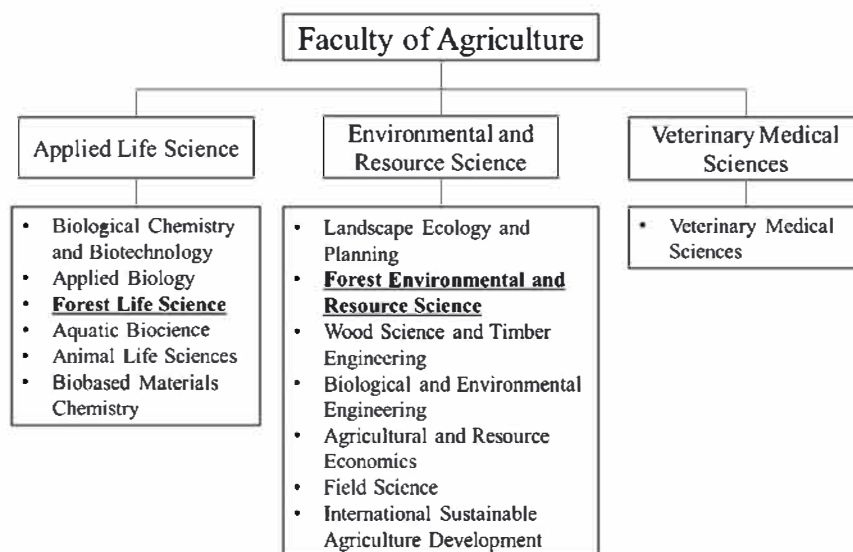 Faculty of Agriculture
Applied Life Science
Environmental and
Resource Science
Veterinary Medical
Sciences
• Biological Chemistry
and Biotechnology
• Applied Biology
• Forest Life Science
• Aquatic Biocience
• Animal Life Sciences
• Biobased Materials
Chemistry
• Landscape Ecology and
Planning
• Forest Environmental and
Resource Science
• Wood Science and Timber
Engineering
• Biological and Environmental
Engineering
• Agricultural and Resource
Economics
• Field Science
• International Sustainable
Agriculture Development
• Veterinary Medical
Sciences